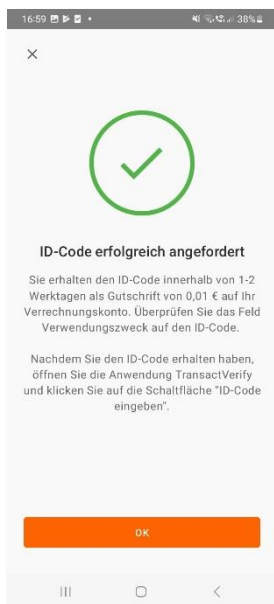 16:59
38%
ID-Code erfolgreich angefordert
Sie erhalten den ID-Code innerhalb von 1-2
Werktagen als Gutschrift von 0,01 € auf Ihr
Verrechnungskonto. Überprüfen Sie das Feld
Verwendungszweck auf den ID-Code.
Nachdem Sie den ID-Code erhalten haben,
öffnen Sie die Anwendung TransactVerify
und klicken Sie auf die Schaltfläche "ID-Code
eingeben".
OK